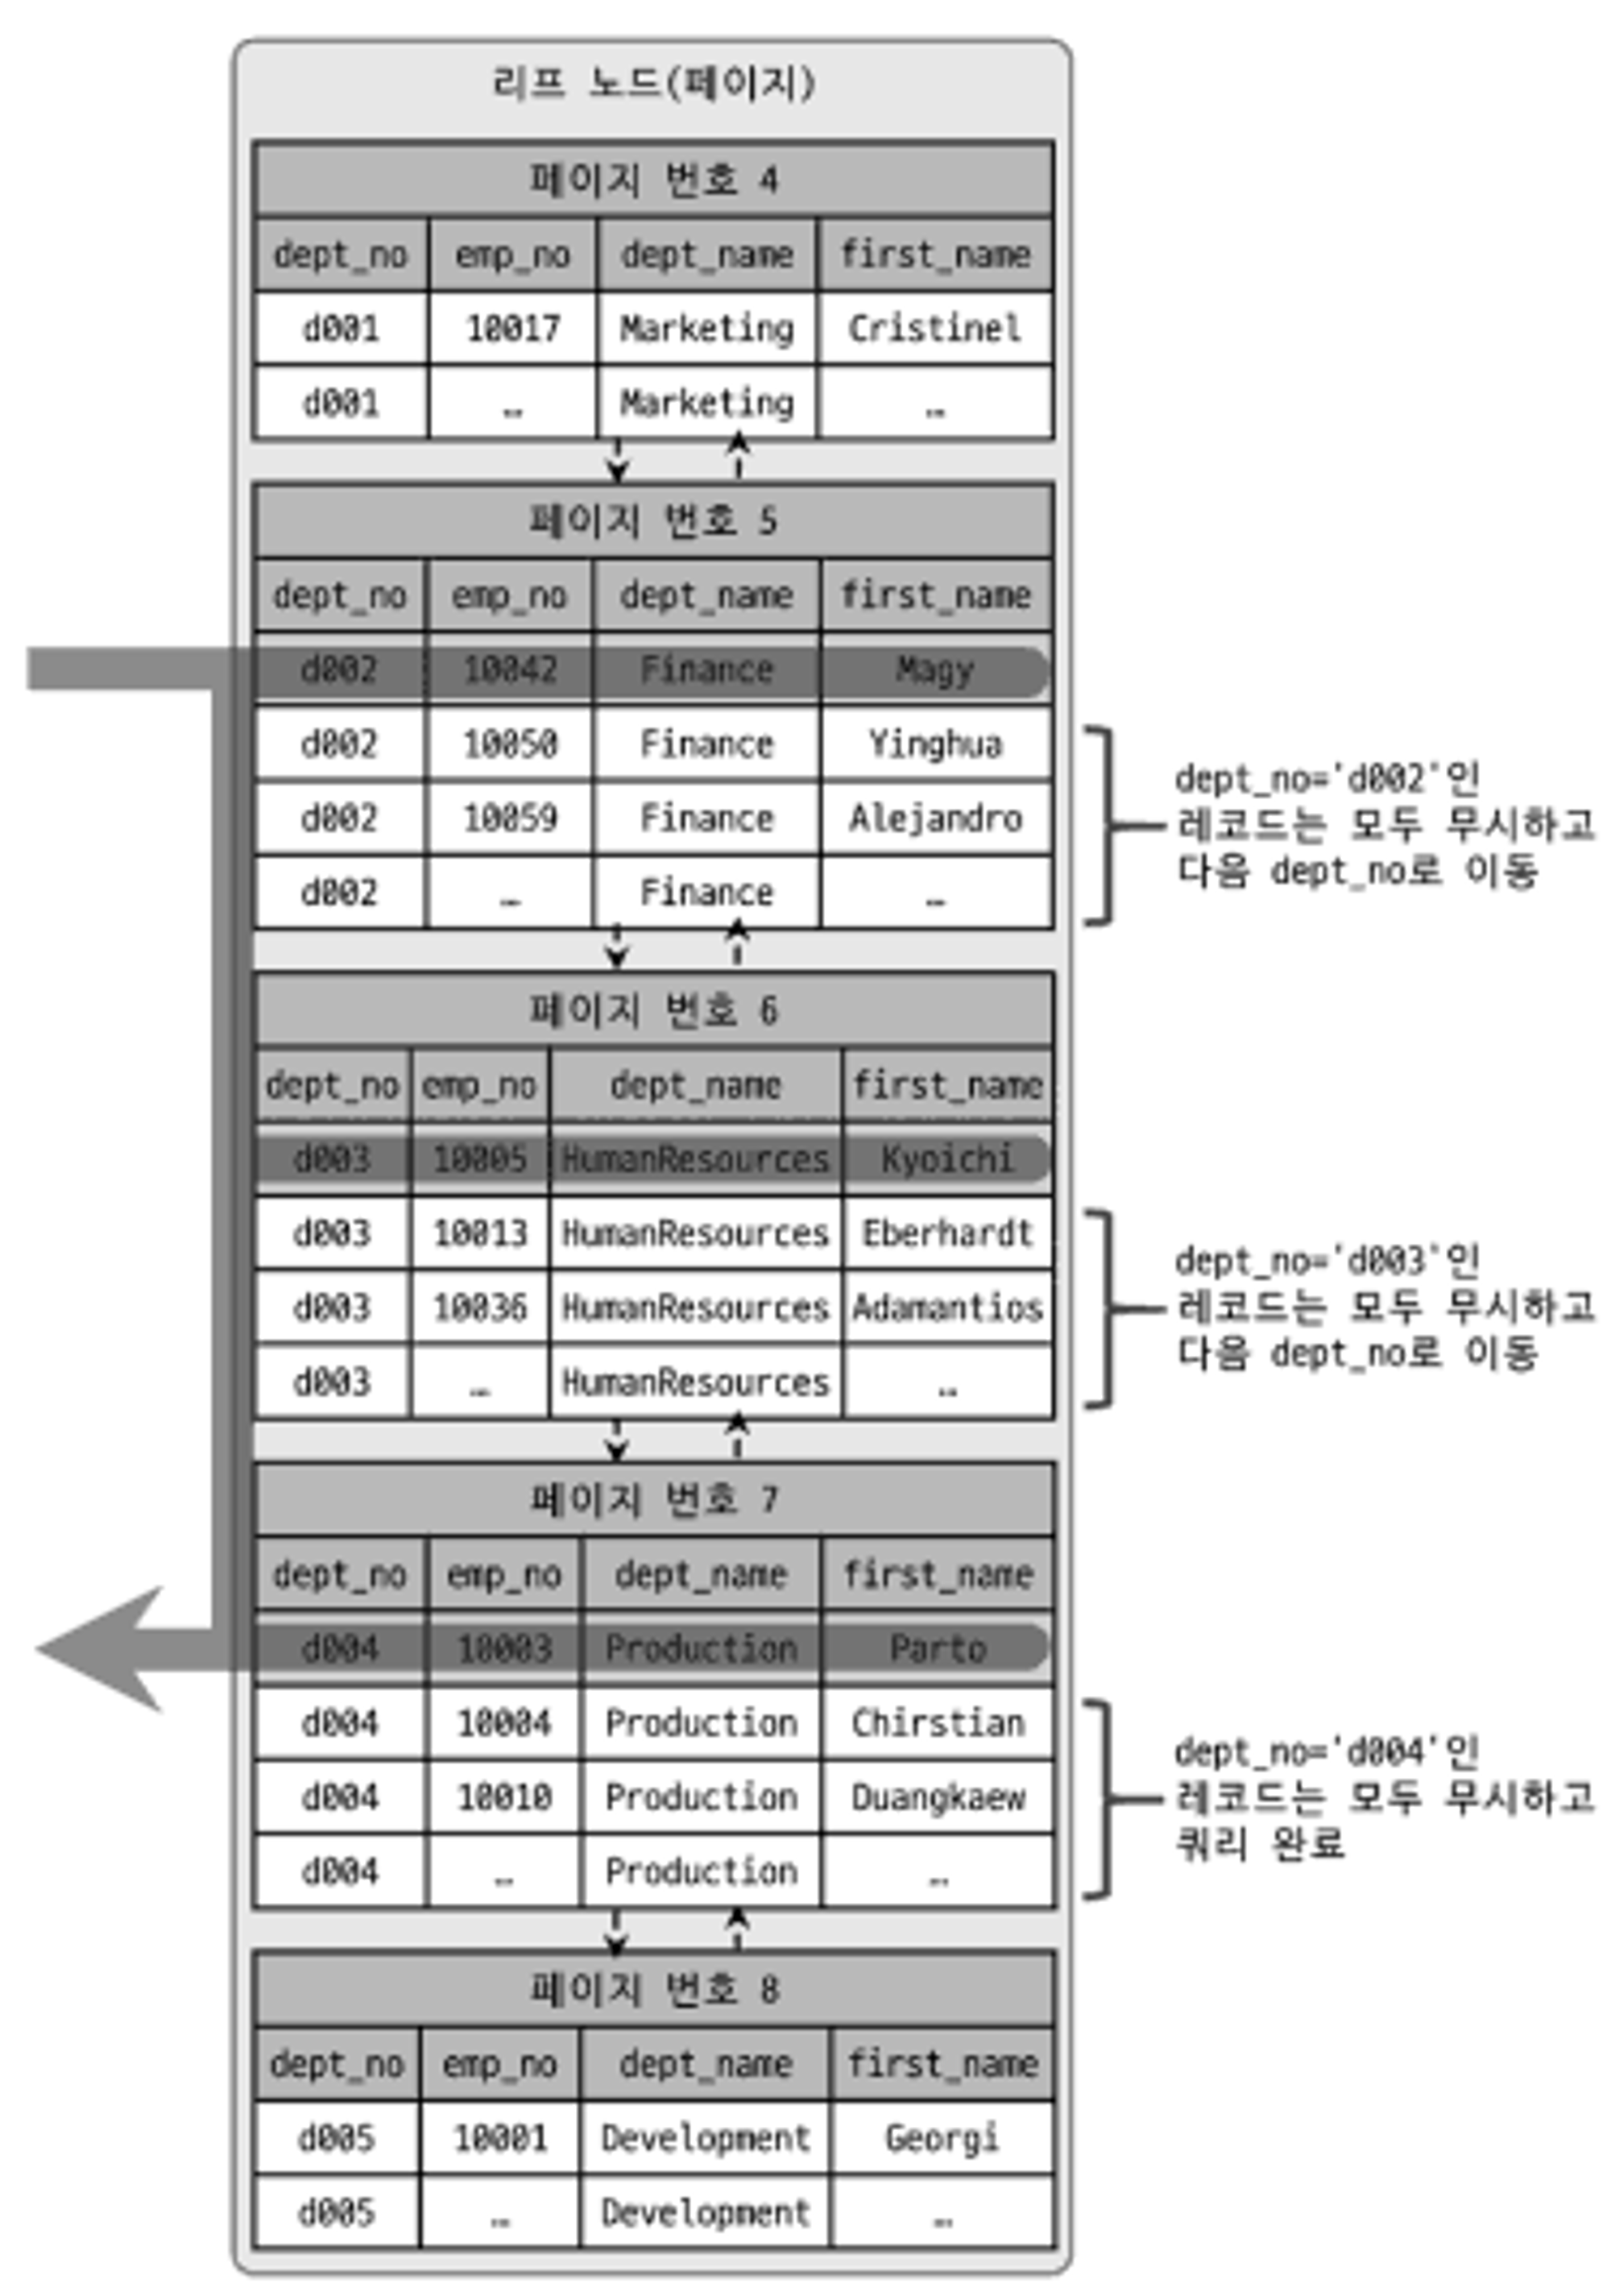 리프 노드(페이지)
페이지 번호 4
dept_no emp_no dept_name first_name
d001 10017 Marketing Cristinel
d001 … Marketing …
페이지 번호 5
dept_no emp_no dept_name first_name
d002 10042 Finance Magy
d002 10050 Finance Yinghua
d002 10059 Finance Alejandro
d002 … Finance …
dept_no='d002'인
레코드는 모두 무시하고
다음 dept_no로 이동
페이지 번호 6
dept_no emp_no dept_name first_name
d003 10005 HumanResources Kyoichi
d003 10013 HumanResources Eberhardt
d003 10036 HumanResources Adamantios
d003 … HumanResources …
dept_no='d003'인
레코드는 모두 무시하고
다음 dept_no로 이동
페이지 번호 7
dept_no emp_no dept_name first_name
d004 10003 Production Parto
d004 10004 Production Chirstian
d004 10010 Production Duangkaew
d004 … Production …
dept_no='d004'인
레코드는 모두 무시하고
쿼리 완료
페이지 번호 8
dept_no emp_no dept_name first_name
d005 10001 Development Georgi
d005 … Development …